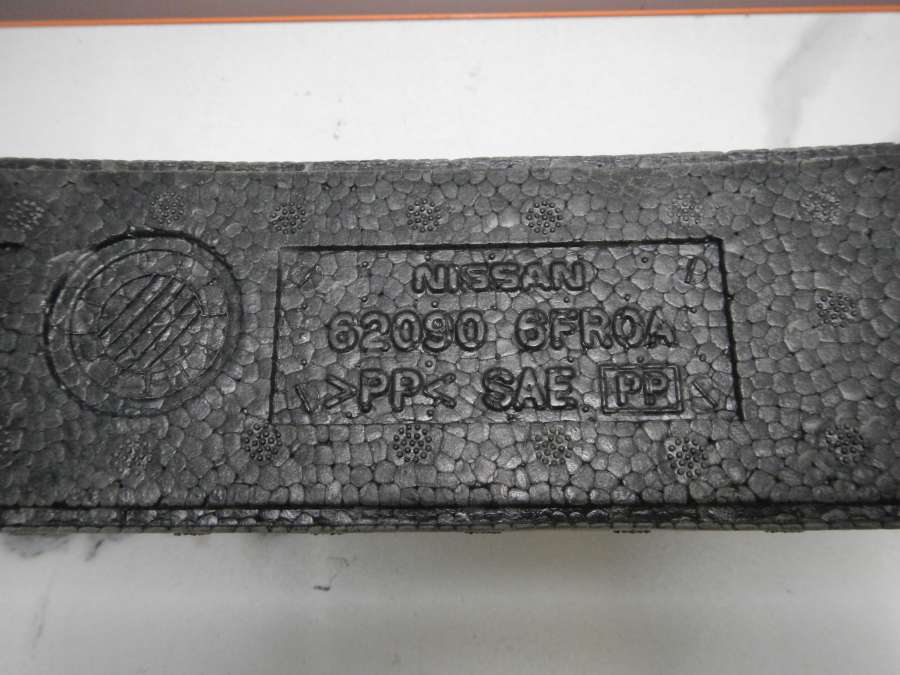 NISSAN
62090 6FR0A
>PP< SAE PP